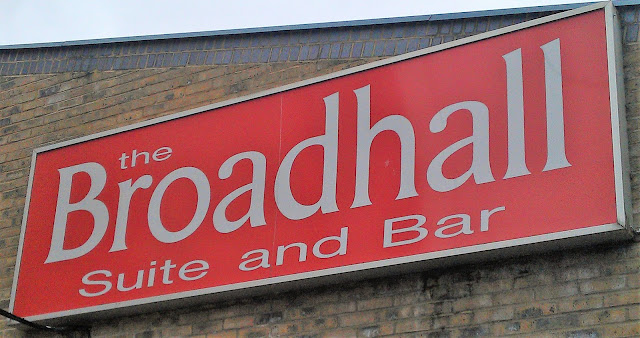 the
Broadhall
Suite and Bar